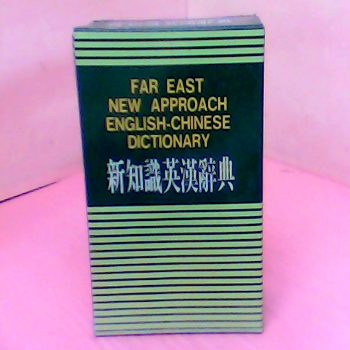 FAR EAST
NEW APPROACH
ENGLISH-CHINESE
DICTIONARY
新知識英漢辭典